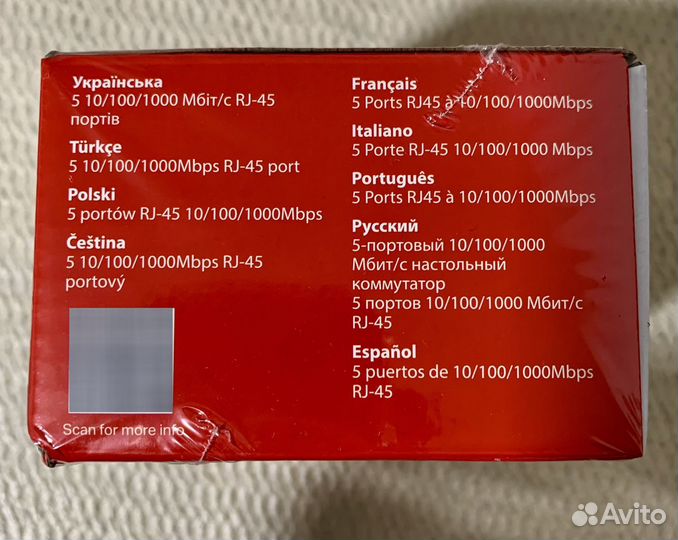 Українська
5 10/100/1000 Мбіт/с RJ-45
портів
Türkçe
5 10/100/1000Mbps RJ-45 port
Polski
5 portów RJ-45 10/100/1000Mbps
Čeština
5 10/100/1000Mbps RJ-45
portový
Scan for more info
Français
5 Ports RJ45 à 10/100/1000Mbps
Italiano
5 Porte RJ-45 10/100/1000 Mbps
Português
5 Ports RJ45 à 10/100/1000Mbps
Русский
5-портовый 10/100/1000
Мбит/с настольный
коммутатор
5 портов 10/100/1000 Мбит/с
RJ-45
Español
5 puertos de 10/100/1000Mbps
RJ-45
Avito